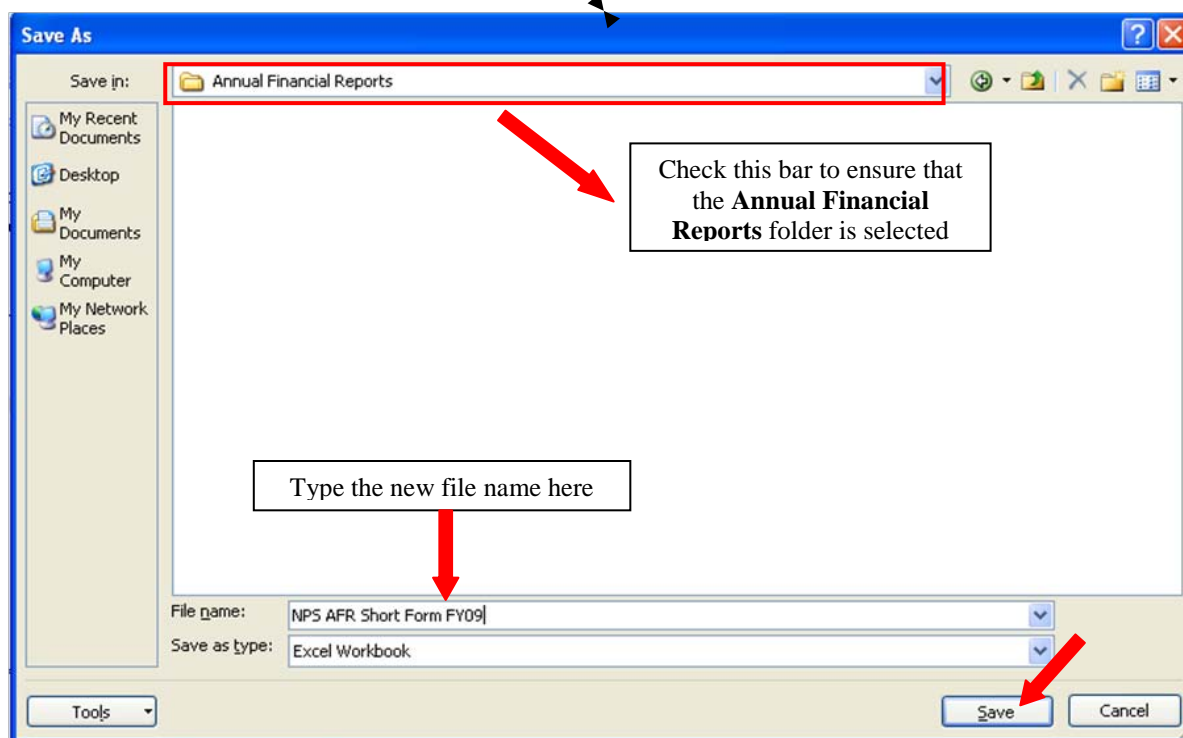 Save As
Save in:
Annual Financial Reports
My Recent
Documents
Desktop
My
Documents
My
Computer
My Network
Places
Check this bar to ensure that
the Annual Financial
Reports folder is selected
Type the new file name here
File name:
NPS AFR Short Form FY09
Save as type:
Excel Workbook
Tools
Save
Cancel